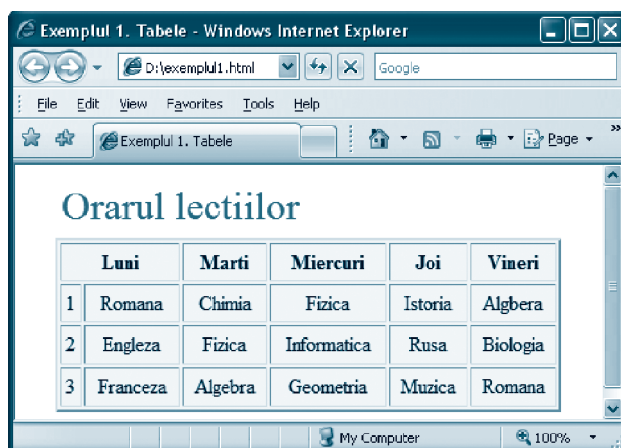 Exemplul 1. Tabele - Windows Internet Explorer
D:\exemplul1.html Google
File Edit View Favorites Tools Help
Exemplul 1. Tabele Page »
Orarul lectiilor
Luni Marti Miercuri Joi Vineri
1 Romana Chimia Fizica Istoria Algbera
2 Engleza Fizica Informatica Rusa Biologia
3 Franceza Algebra Geometria Muzica Romana
My Computer 100%